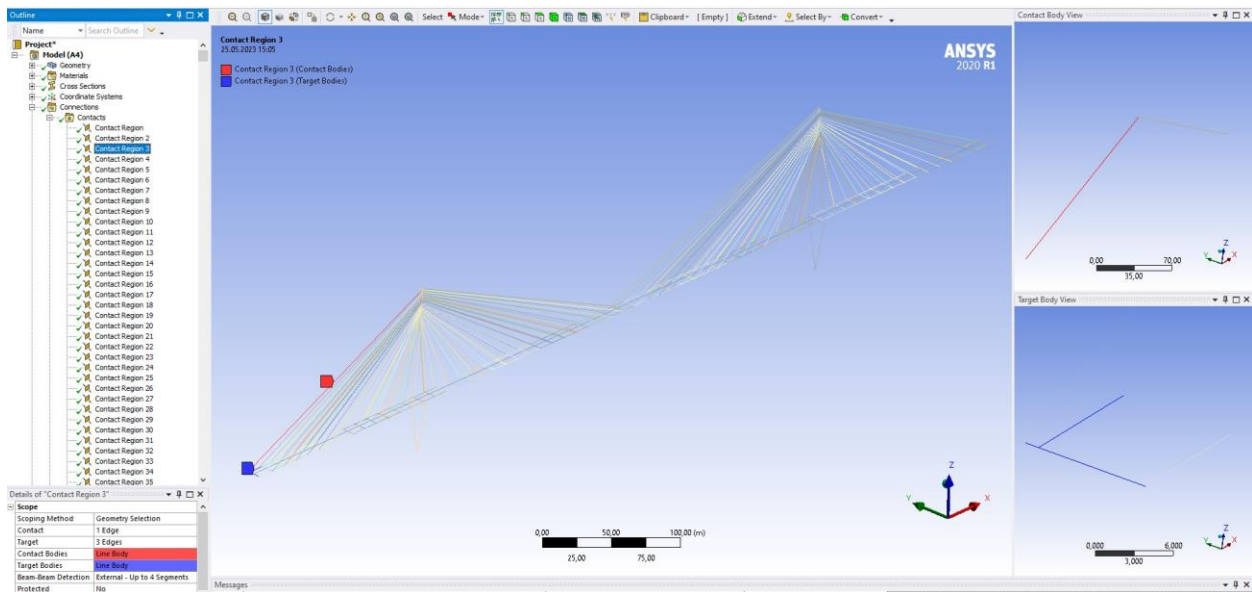 Outline
Name
Search Outline
Project*
Model (A4)
Geometry
Materials
Cross Sections
Coordinate Systems
Connections
Contacts
Contact Region
Contact Region 2
Contact Region 3
Contact Region 4
Contact Region 5
Contact Region 6
Contact Region 7
Contact Region 8
Contact Region 9
Contact Region 10
Contact Region 11
Contact Region 12
Contact Region 13
Contact Region 14
Contact Region 15
Contact Region 16
Contact Region 17
Contact Region 18
Contact Region 19
Contact Region 20
Contact Region 21
Contact Region 22
Contact Region 23
Contact Region 24
Contact Region 25
Contact Region 26
Contact Region 27
Contact Region 28
Contact Region 29
Contact Region 30
Contact Region 31
Contact Region 32
Contact Region 33
Contact Region 34
Contact Region 35
Details of "Contact Region 3"
Scope
Scoping Method Geometry Selection
Contact 1 Edge
Target 3 Edges
Contact Bodies Line Body
Target Bodies Line Body
Beam-Beam Detection External - Up to 4 Segments
Protected No
Select Mode Clipboard [ Empty ] Extend Select By Convert
Contact Region 3
25.05.2023 15:05
Contact Region 3 (Contact Bodies)
Contact Region 3 (Target Bodies)
ANSYS
2020 R1
Z
Y X
0,00 50,00 100,00 (m)
25,00 75,00
Messages
Contact Body View
Z
Y X
0,00 70,00
35,00
Target Body View
Z
Y X
0,000 6,000
3,000